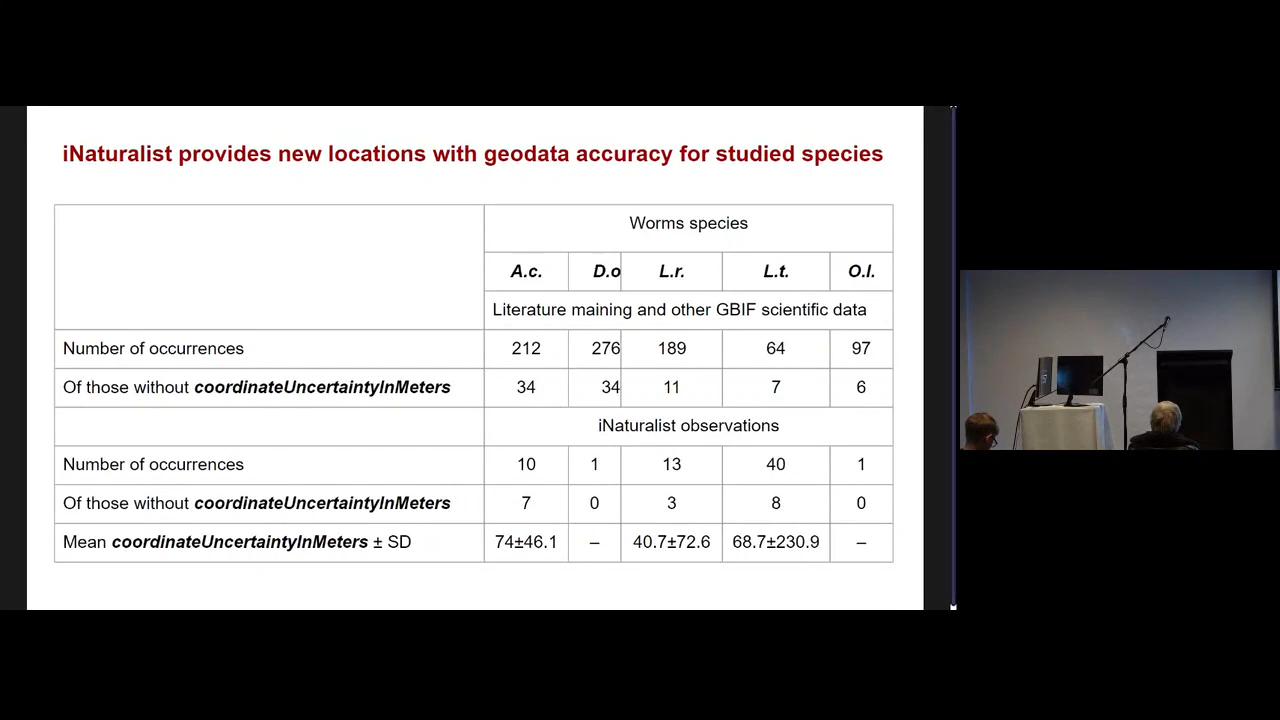 iNaturalist provides new locations with geodata accuracy for studied species
Worms species
A.c. D.o L.r. L.t. O.l.
Literature maining and other GBIF scientific data
Number of occurrences 212 276 189 64 97
Of those without coordinateUncertaintyInMeters 34 34 11 7 6
iNaturalist observations
Number of occurrences 10 1 13 40 1
Of those without coordinateUncertaintyInMeters 7 0 3 8 0
Mean coordinateUncertaintyInMeters ± SD 74±46.1 – 40.7±72.6 68.7±230.9 –